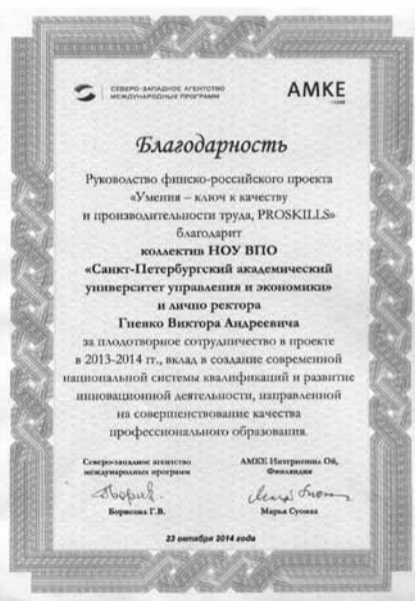 СЕВЕРО-ЗАПАДНОЕ АГЕНТСТВО
МЕЖДУНАРОДНЫХ ПРОГРАММ
AMKE
Благодарность
Руководство финско-российского проекта
«Умения – ключ к качеству
и производительности труда, PROSKILLS»
благодарит
коллектив НОУ ВПО
«Санкт-Петербургский академический
университет управления и экономики»
и лично ректора
Гневко Виктора Андреевича
за плодотворное сотрудничество в проекте
в 2013-2014 гг., вклад в создание современной
национальной системы квалификаций и развитие
инновационной деятельности, направленной
на совершенствование качества
профессионального образования.
Северо-западное агентство
международных программ
Борисова Г.В.
АМКЕ Интернешнл Ой,
Финляндия
Марья Суонва
23 октября 2014 года